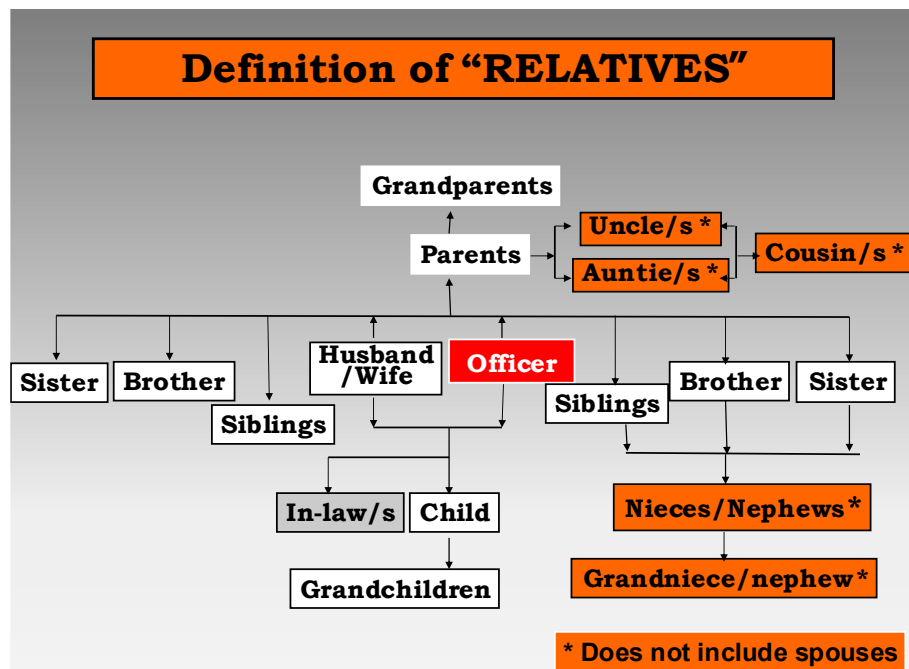 Definition of “RELATIVES”
Grandparents
Uncle/s *
Parents
Cousin/s *
Auntie/s *
Husband
/Wife
Officer
Sister
Brother
Siblings
Siblings
Brother
Sister
In-law/s
Child
Nieces/Nephews*
Grandchildren
Grandniece/nephew*
* Does not include spouses